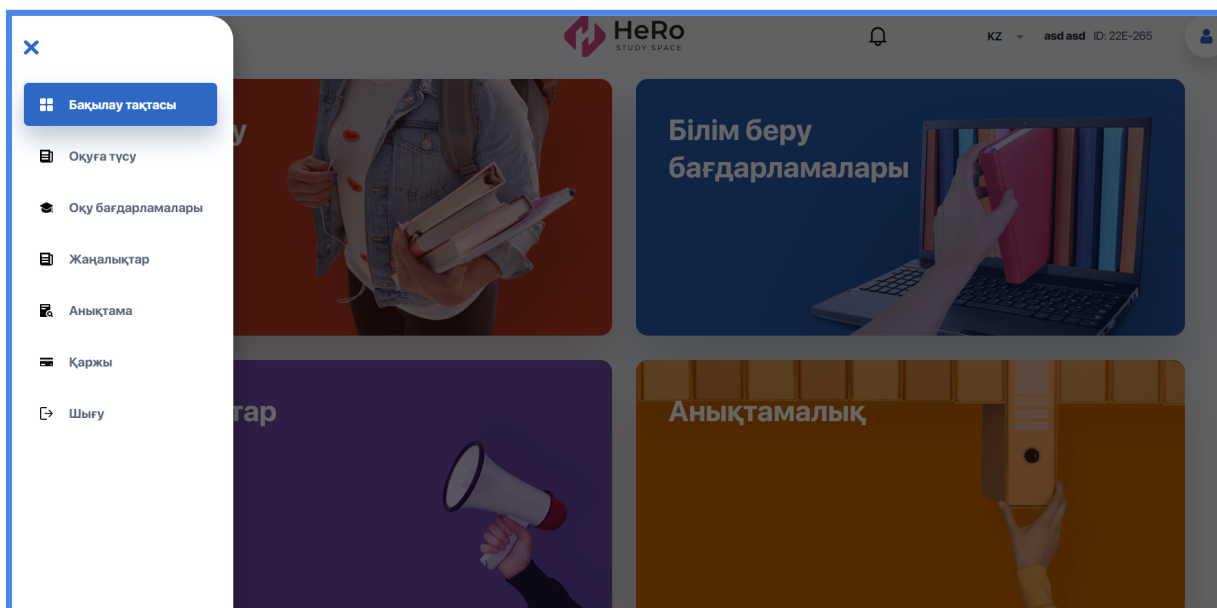 HeRo
STUDY SPACE
KZ
asd asd ID: 22E-265
Бақылау тақтасы
Оқуға түсу
Оқу бағдарламалары
Жаңалықтар
Анықтама
Қаржы
Шығу
у
Білім беру
бағдарламалары
тар
Анықтамалық